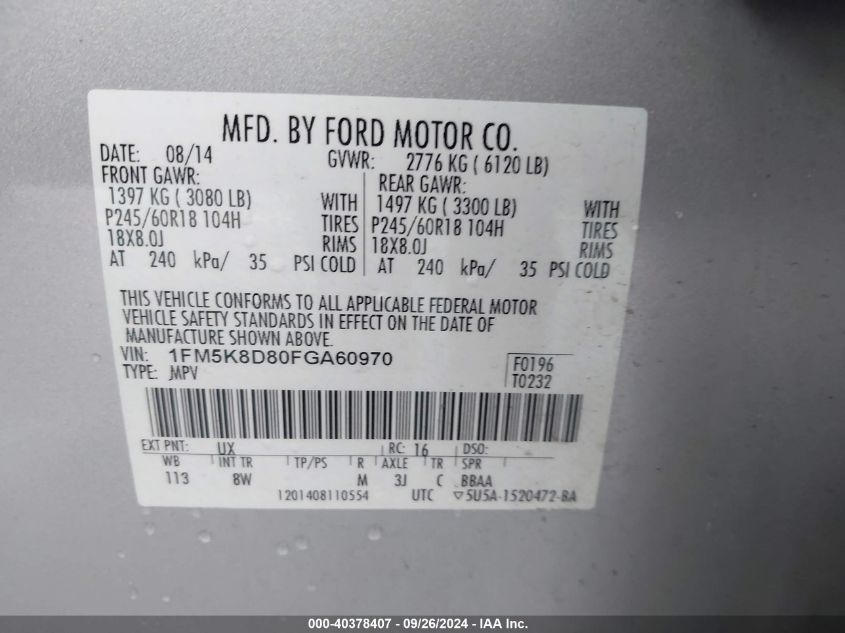 MFD. BY FORD MOTOR CO.
DATE: 08/14 GVWR: 2776 KG ( 6120 LB)
FRONT GAWR: REAR GAWR:
1397 KG ( 3080 LB) WITH 1497 KG ( 3300 LB) WITH
P245/60R18 104H TIRES P245/60R18 104H TIRES
18X8.0J RIMS 18X8.0J RIMS
AT 240 kPa/ 35 PSI COLD AT 240 kPa/ 35 PSI COLD
THIS VEHICLE CONFORMS TO ALL APPLICABLE FEDERAL MOTOR
VEHICLE SAFETY STANDARDS IN EFFECT ON THE DATE OF
MANUFACTURE SHOWN ABOVE.
VIN: 1FM5K8D80FGA60970 F0196
TYPE: MPV T0232
EXT PNT: UX RC: 16 DSO:
WB INT TR TP/PS R AXLE TR SPR
113 8W M 3J C BBAA
1201408110554 UTC ▽5U5A-1520472-BA
000-40378407 - 09/26/2024 - IAA Inc.